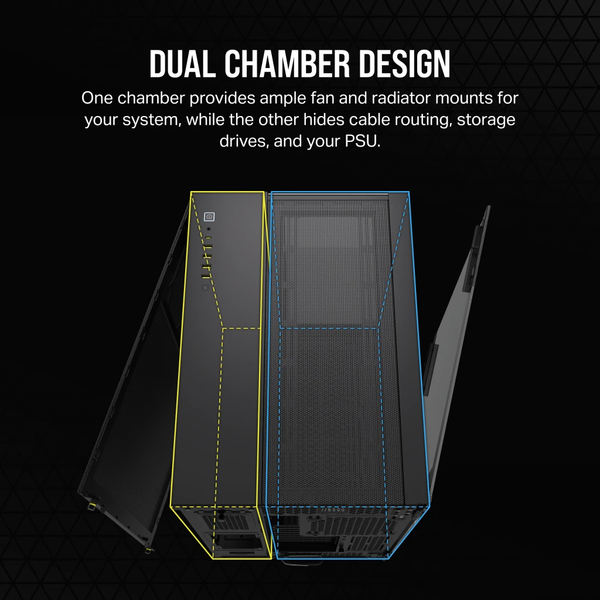 DUAL CHAMBER DESIGN
One chamber provides ample fan and radiator mounts for
your system, while the other hides cable routing, storage
drives, and your PSU.